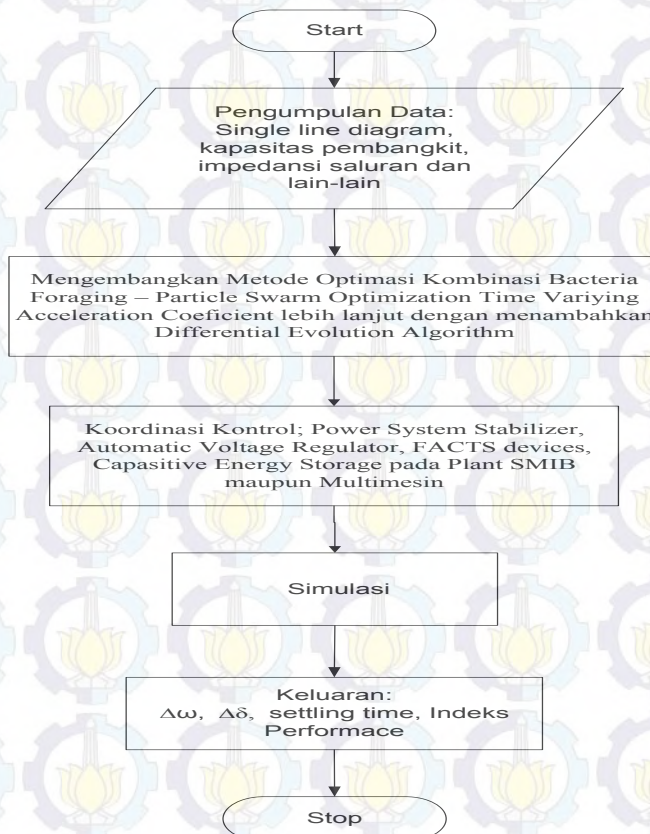 Start
Pengumpulan Data:
Single line diagram,
kapasitas pembangkit,
impedansi saluran dan
lain-lain
Mengembangkan Metode Optimasi Kombinasi Bacteria
Foraging – Particle Swarm Optimization Time Variying
Acceleration Coeficient lebih lanjut dengan menambahkan
Differential Evolution Algorithm
Koordinasi Kontrol; Power System Stabilizer,
Automatic Voltage Regulator, FACTS devices,
Capasitive Energy Storage pada Plant SMIB
maupun Multimesin
Simulasi
Keluaran:
Δω, Δδ, settling time, Indeks
Performace
Stop